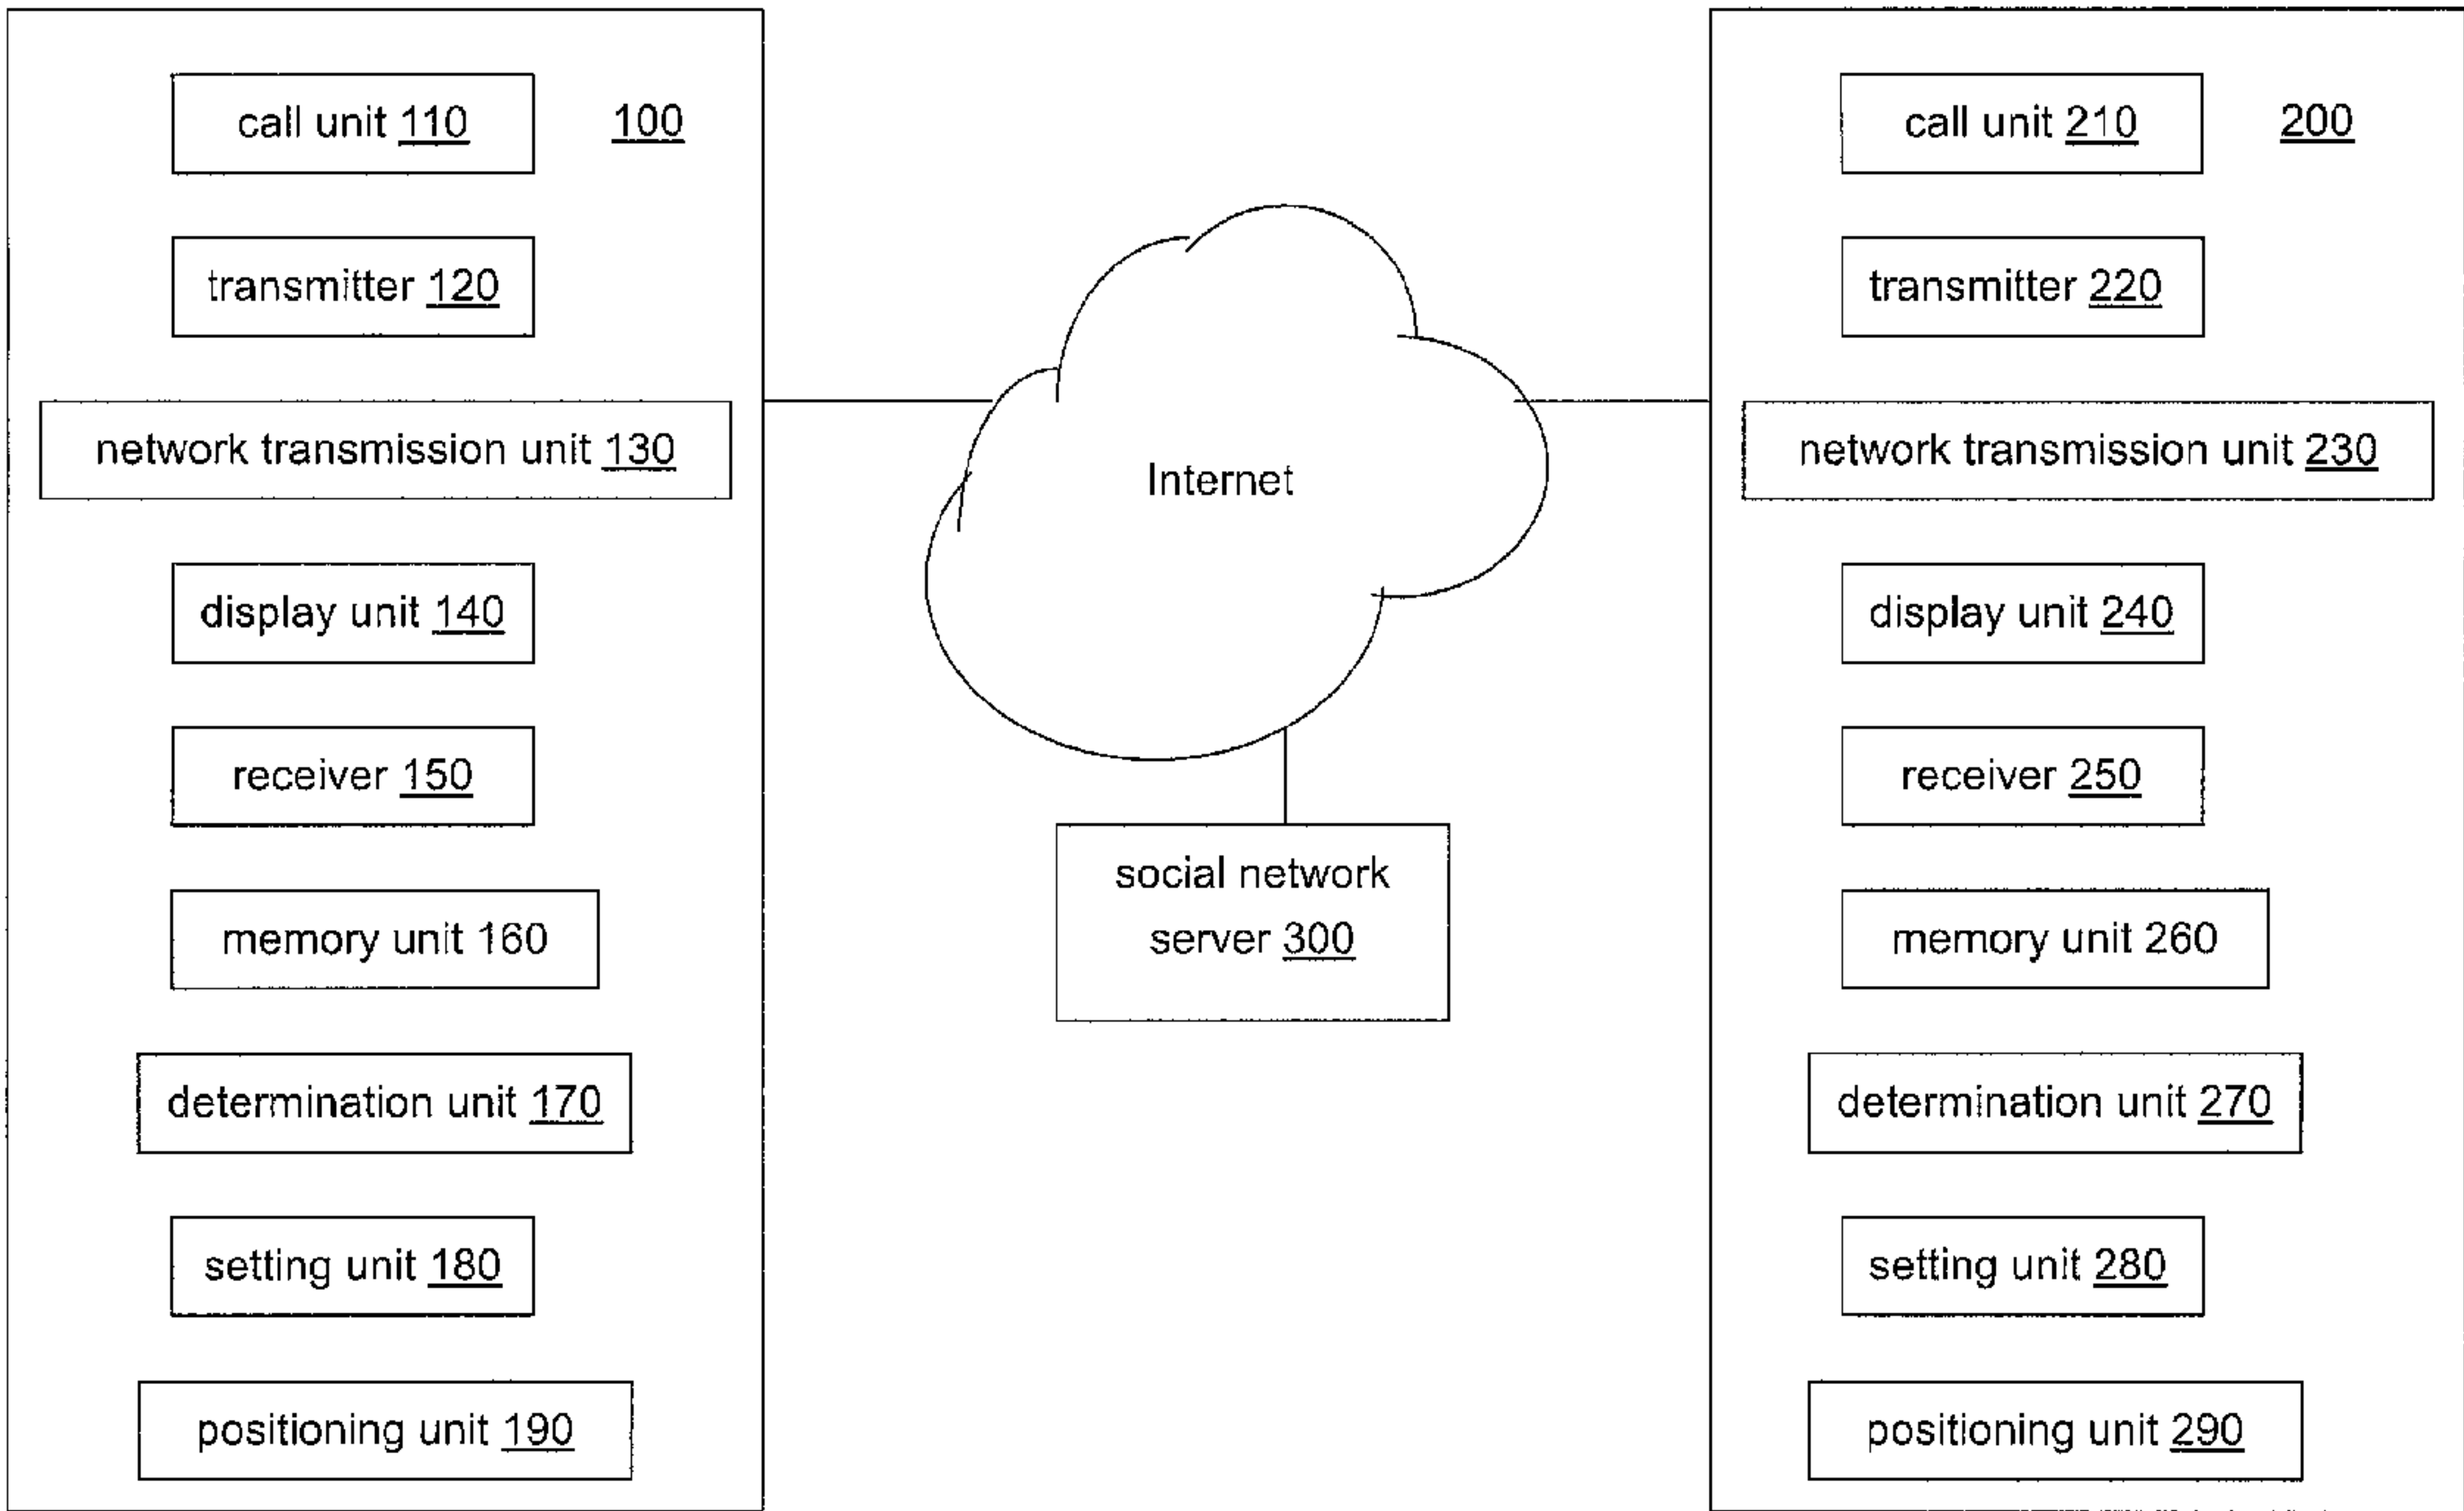 call unit 110
100
transmitter 120
network transmission unit 130
display unit 140
receiver 150
memory unit 160
determination unit 170
setting unit 180
positioning unit 190
Internet
social network
server 300
call unit 210
200
transmitter 220
network transmission unit 230
display unit 240
receiver 250
memory unit 260
determination unit 270
setting unit 280
positioning unit 290